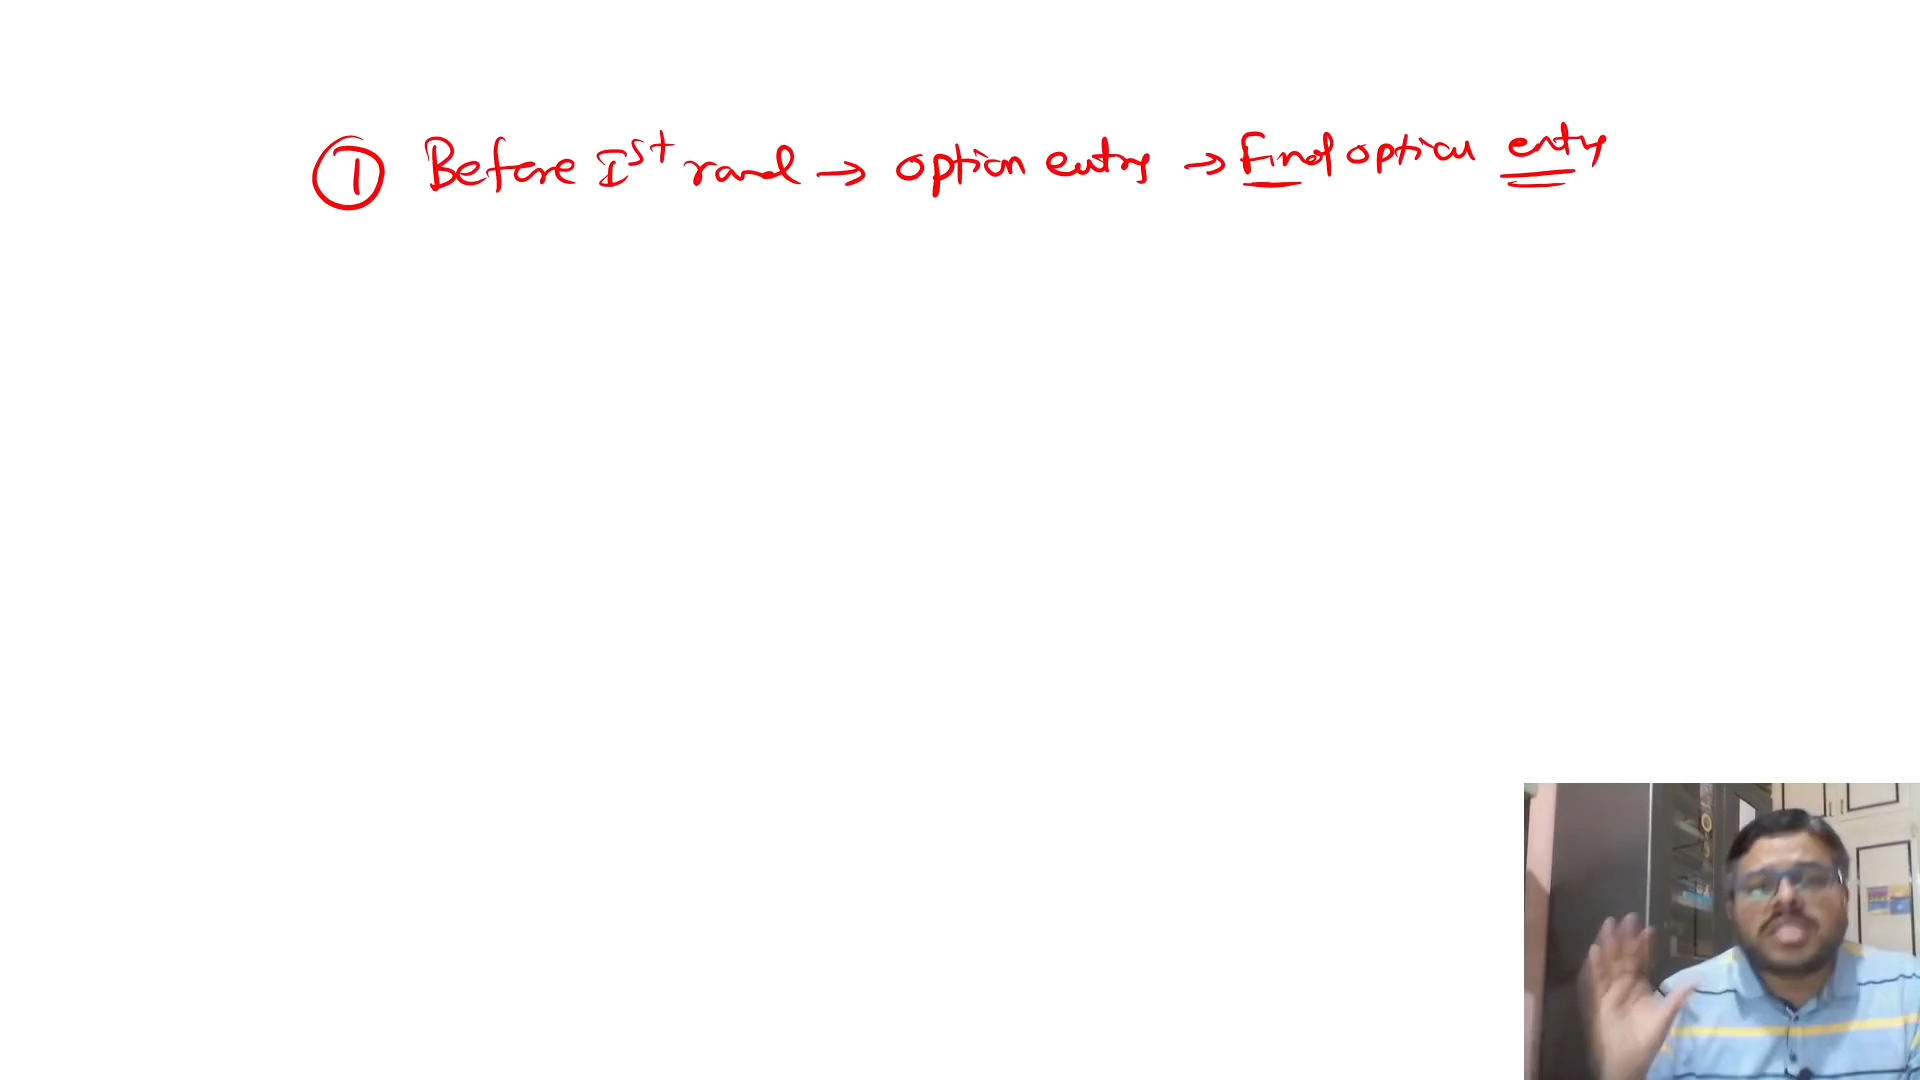 ① Before Ist round → option entry → Final option entry